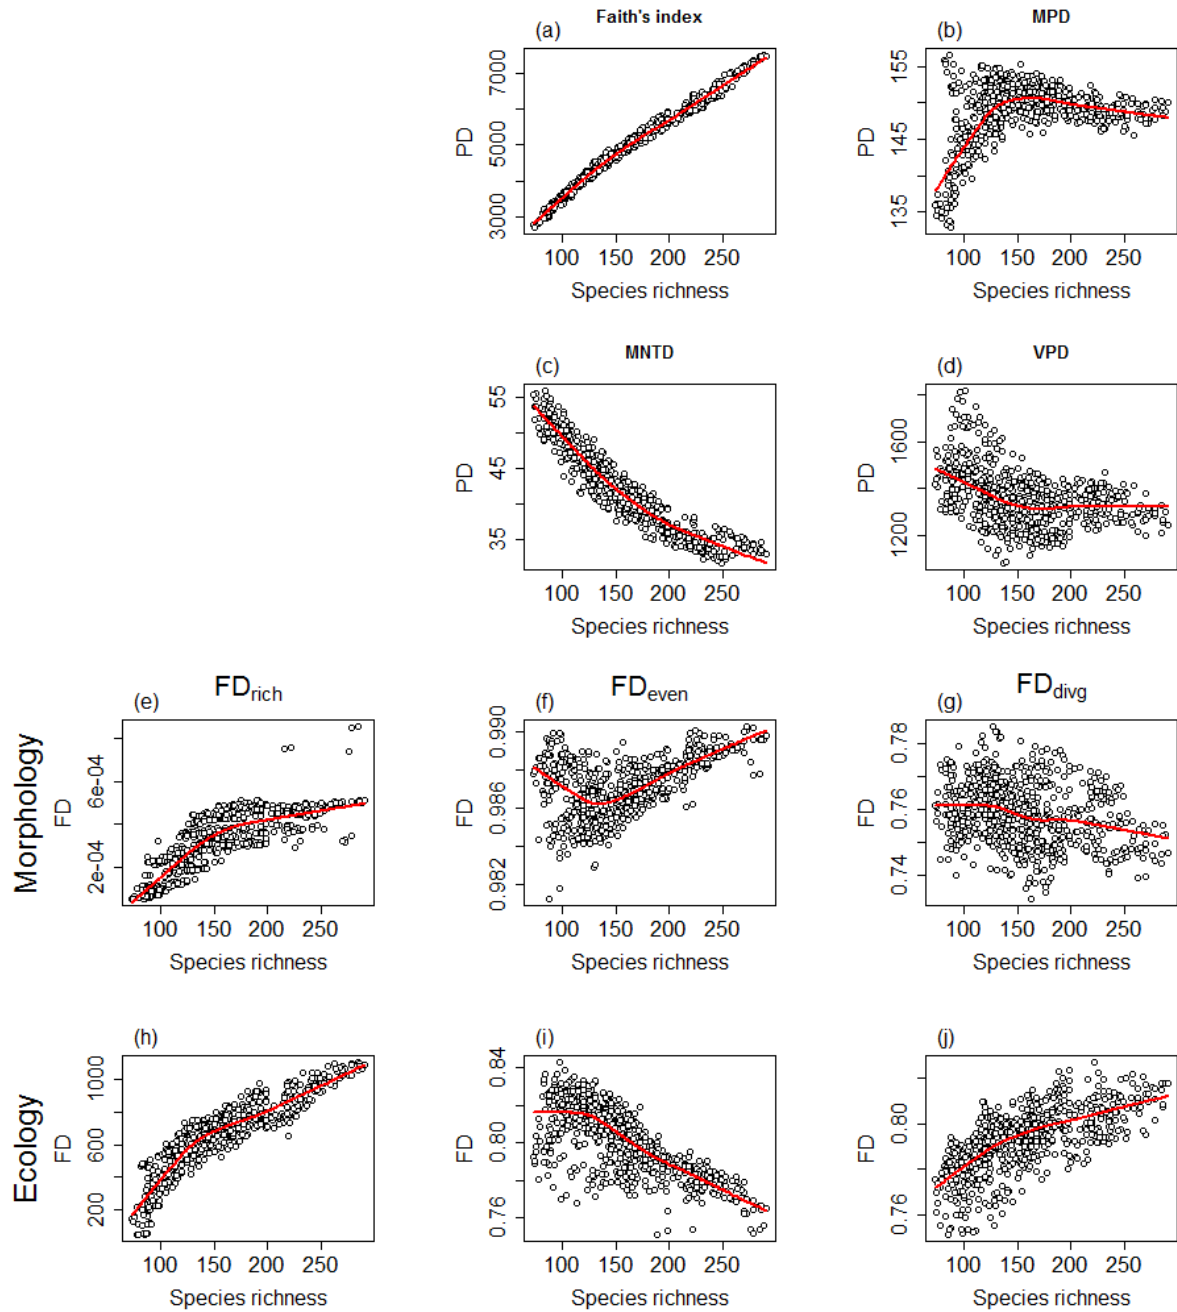 Faith's index
MPD
(a)
(b)
PD
3000 5000 7000
100 150 200 250
Species richness
PD
135 145 155
100 150 200 250
Species richness
MNTD
VPD
(c)
(d)
PD
35 45 55
100 150 200 250
Species richness
PD
1200 1600
100 150 200 250
Species richness
FDrich
FDeven
FDdivg
(e)
(f)
(g)
Morphology
FD
2e-04 6e-04
100 150 200 250
Species richness
FD
0.982 0.986 0.990
100 150 200 250
Species richness
FD
0.74 0.76 0.78
100 150 200 250
Species richness
(h)
(i)
(j)
Ecology
FD
200 600 1000
100 150 200 250
Species richness
FD
0.76 0.80 0.84
100 150 200 250
Species richness
FD
0.76 0.80
100 150 200 250
Species richness